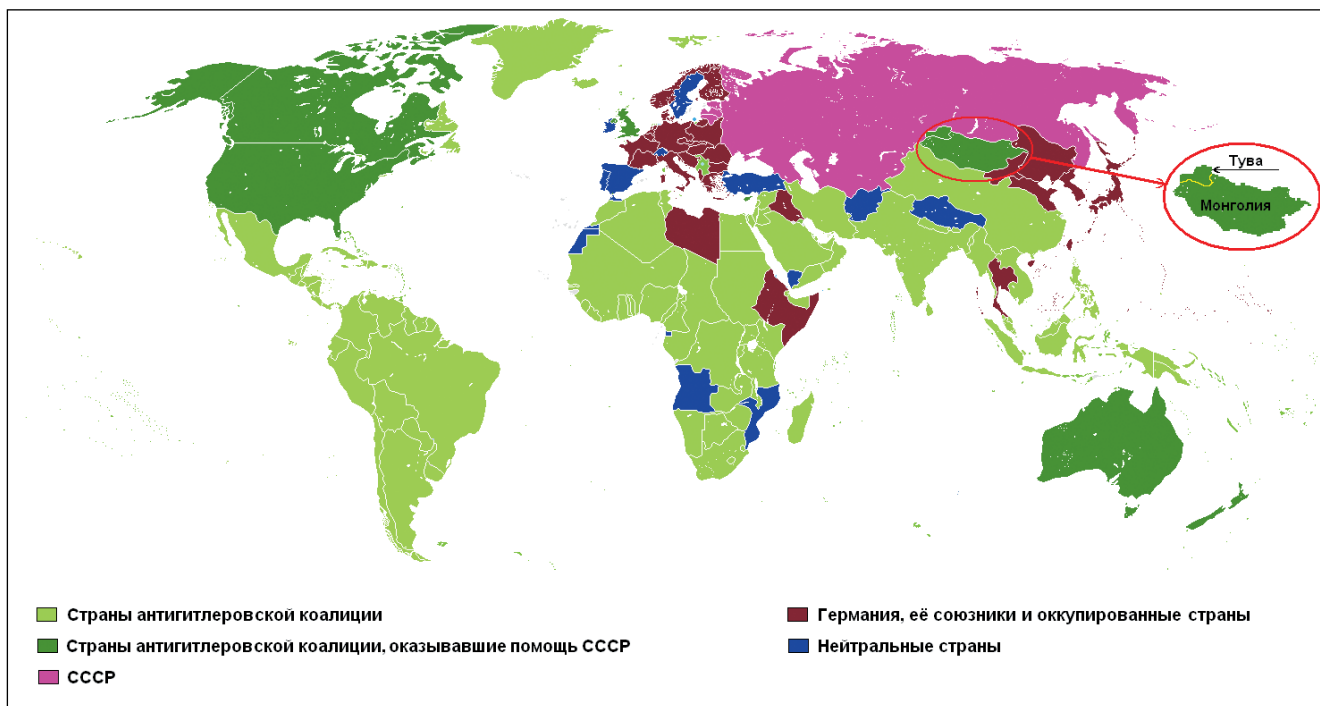 Тува
Монголия
Страны антигитлеровской коалиции
Страны антигитлеровской коалиции, оказывавшие помощь СССР
СССР
Германия, её союзники и оккупированные страны
Нейтральные страны